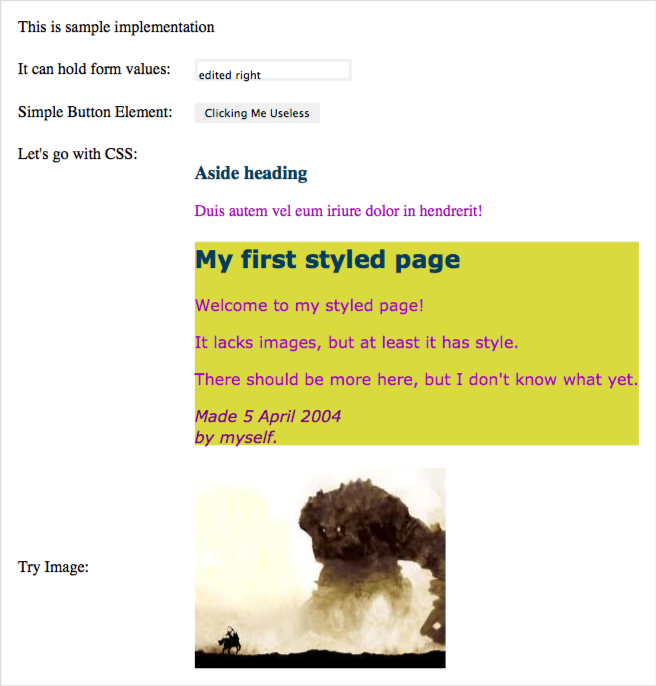 This is sample implementation
It can hold form values:
edited right
Simple Button Element:
Clicking Me Useless
Let's go with CSS:
Aside heading
Duis autem vel eum iriure dolor in hendrerit!
My first styled page
Welcome to my styled page!
It lacks images, but at least it has style.
There should be more here, but I don't know what yet.
Made 5 April 2004
by myself.
Try Image: